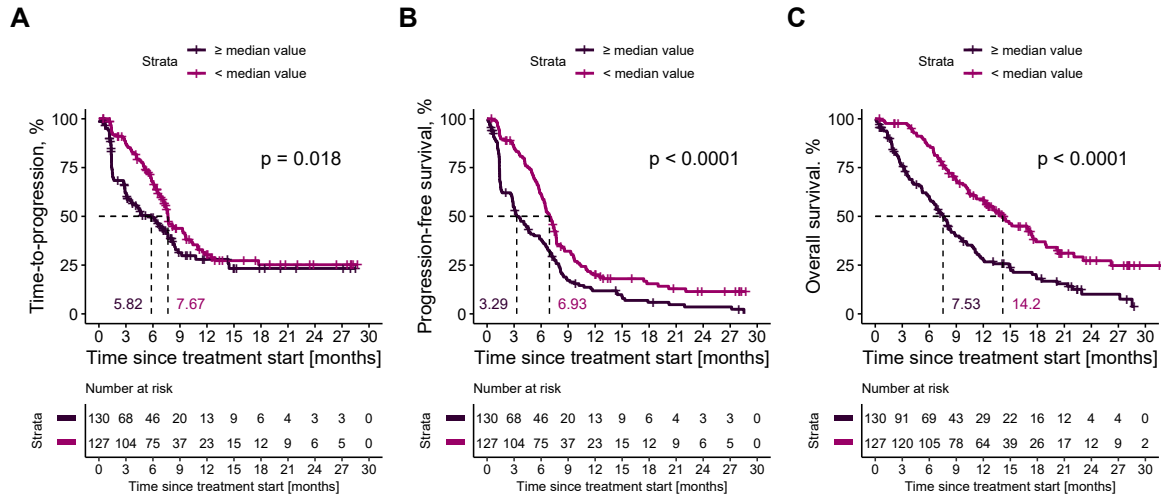 A
B
C
Strata
≥ median value
< median value
Strata
≥ median value
< median value
Strata
≥ median value
< median value
Time-to-progression, %
100
75
50
25
0
p = 0.018
5.82
7.67
0 3 6 9 12 15 18 21 24 27 30
Time since treatment start [months]
Progression-free survival, %
100
75
50
25
0
p < 0.0001
3.29
6.93
0 3 6 9 12 15 18 21 24 27 30
Time since treatment start [months]
Overall survival. %
100
75
50
25
0
p < 0.0001
7.53
14.2
0 3 6 9 12 15 18 21 24 27 30
Time since treatment start [months]
Number at risk
Strata
130 68 46 20 13 9 6 4 3 3 0
127 104 75 37 23 15 12 9 6 5 0
0 3 6 9 12 15 18 21 24 27 30
Time since treatment start [months]
Number at risk
Strata
130 68 46 20 13 9 6 4 3 3 0
127 104 75 37 23 15 12 9 6 5 0
0 3 6 9 12 15 18 21 24 27 30
Time since treatment start [months]
Number at risk
Strata
130 91 69 43 29 22 16 12 4 4 0
127 120 105 78 64 39 26 17 12 9 2
0 3 6 9 12 15 18 21 24 27 30
Time since treatment start [months]